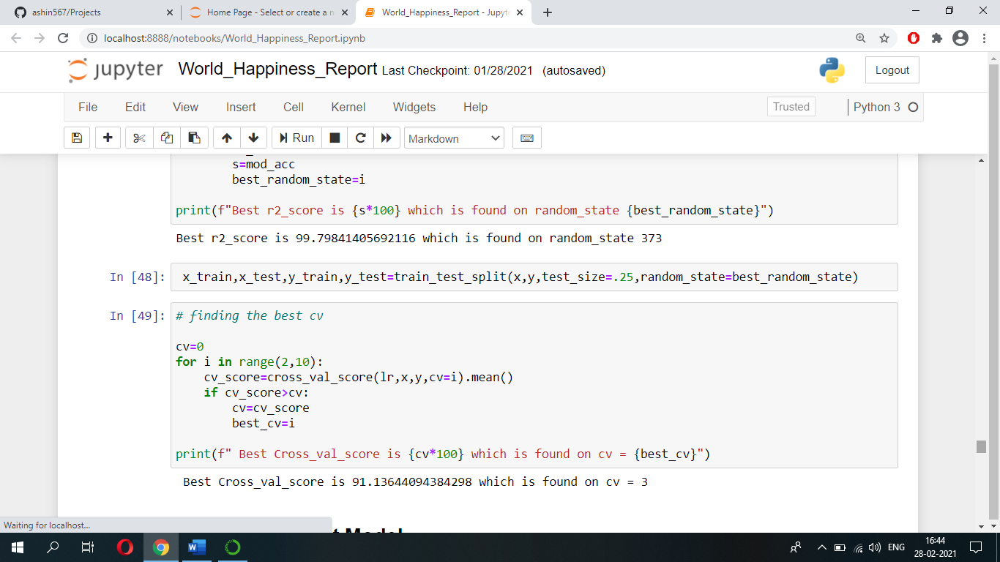 ashin567/Projects
Home Page - Select or create a n
World_Happiness_Report - Jupyt
localhost:8888/notebooks/World_Happiness_Report.ipynb
jupyter World_Happiness_Report Last Checkpoint: 01/28/2021 (autosaved)
Logout
File Edit View Insert Cell Kernel Widgets Help
Trusted
Python 3
Run
Markdown
s=mod_acc
best_random_state=i
print(f"Best r2_score is {s*100} which is found on random_state {best_random_state}")
Best r2_score is 99.79841405692116 which is found on random_state 373
In [48]: x_train,x_test,y_train,y_test=train_test_split(x,y,test_size=.25,random_state=best_random_state)
In [49]: # finding the best cv
cv=0
for i in range(2,10):
cv_score=cross_val_score(lr,x,y,cv=i).mean()
if cv_score>cv:
cv=cv_score
best_cv=i
print(f" Best Cross_val_score is {cv*100} which is found on cv = {best_cv}")
Best Cross_val_score is 91.13644094384298 which is found on cv = 3
Waiting for localhost...
Model
ENG
16:44
28-02-2021